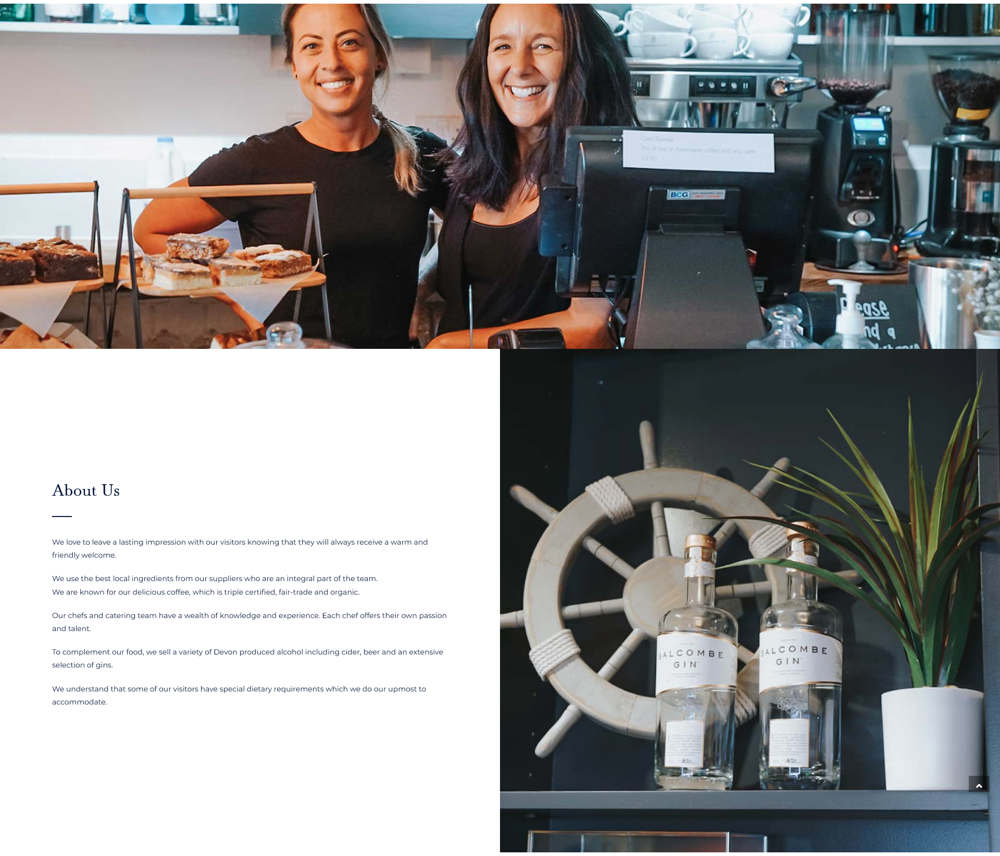 Cake Special
Pot of tea or Americano coffee and any cake
£3.95
BCG
About Us
We love to leave a lasting impression with our visitors knowing that they will always receive a warm and
friendly welcome.
We use the best local ingredients from our suppliers who are an integral part of the team.
We are known for our delicious coffee, which is triple certified, fair-trade and organic.
Our chefs and catering team have a wealth of knowledge and experience. Each chef offers their own passion
and talent.
To complement our food, we sell a variety of Devon produced alcohol including cider, beer and an extensive
selection of gins.
We understand that some of our visitors have special dietary requirements which we do our upmost to
accommodate.
SALCOMBE
GIN
SALCOMBE
GIN